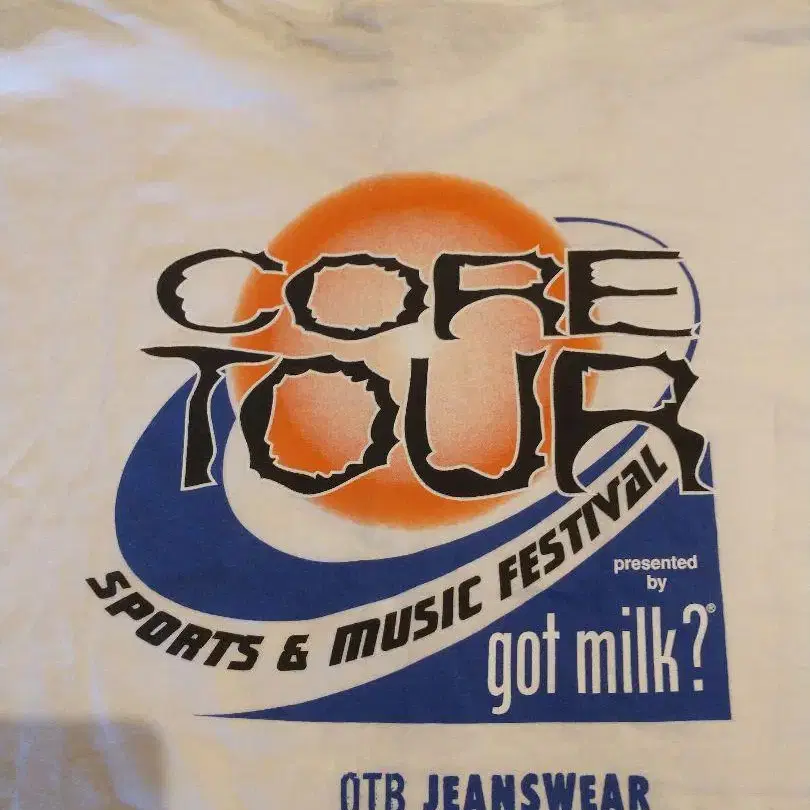 CORE
TOUR
SPORTS & MUSIC FESTIVAL
presented
by
got milk?®
OTB JEANSWEAR